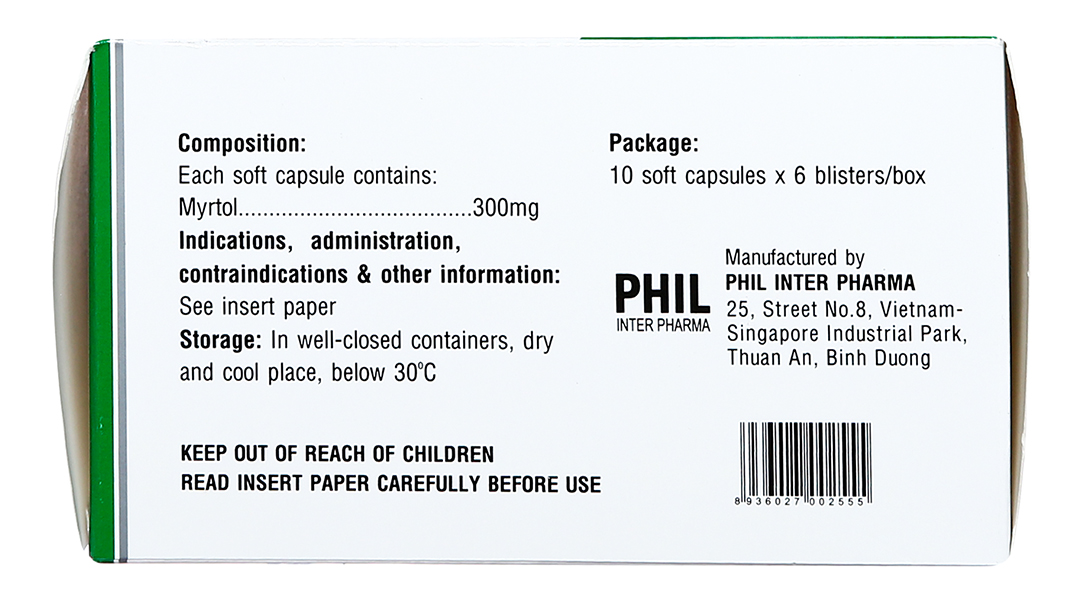 Composition:
Each soft capsule contains:
Myrtol.......................................300mg
Indications, administration,
contraindications & other information:
See insert paper
Storage: In well-closed containers, dry
and cool place, below 30°C
KEEP OUT OF REACH OF CHILDREN
READ INSERT PAPER CAREFULLY BEFORE USE
Package:
10 soft capsules x 6 blisters/box
PHIL
INTER PHARMA
Manufactured by
PHIL INTER PHARMA
25, Street No.8, Vietnam-
Singapore Industrial Park,
Thuan An, Binh Duong
8 936027 002555